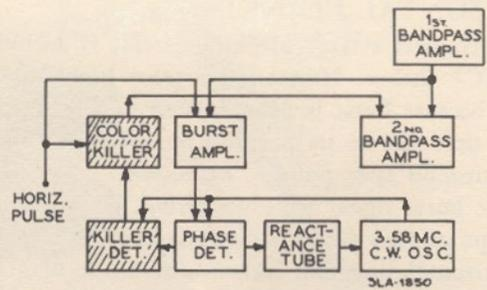 1ST.
BANDPASS
AMPL.
COLOR
KILLER
BURST
AMPL.
2ND.
BANDPASS
AMPL.
HORIZ.
PULSE
KILLER
DET.
PHASE
DET.
REACT-
ANCE
TUBE
3.58 MC.
C.W. OSC.
3LA-1850